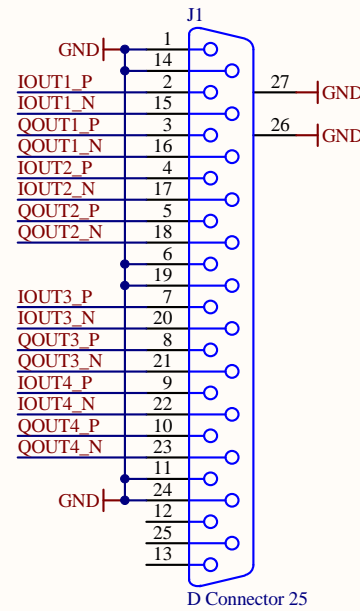 J1
GND 1
14
IOUT1_P 2 27 GND
IOUT1_N 15
QOUT1_P 3 26 GND
QOUT1_N 16
IOUT2_P 4
IOUT2_N 17
QOUT2_P 5
QOUT2_N 18
6
19
IOUT3_P 7
IOUT3_N 20
QOUT3_P 8
QOUT3_N 21
IOUT4_P 9
IOUT4_N 22
QOUT4_P 10
QOUT4_N 23
11
GND 24
12
25
13
D Connector 25